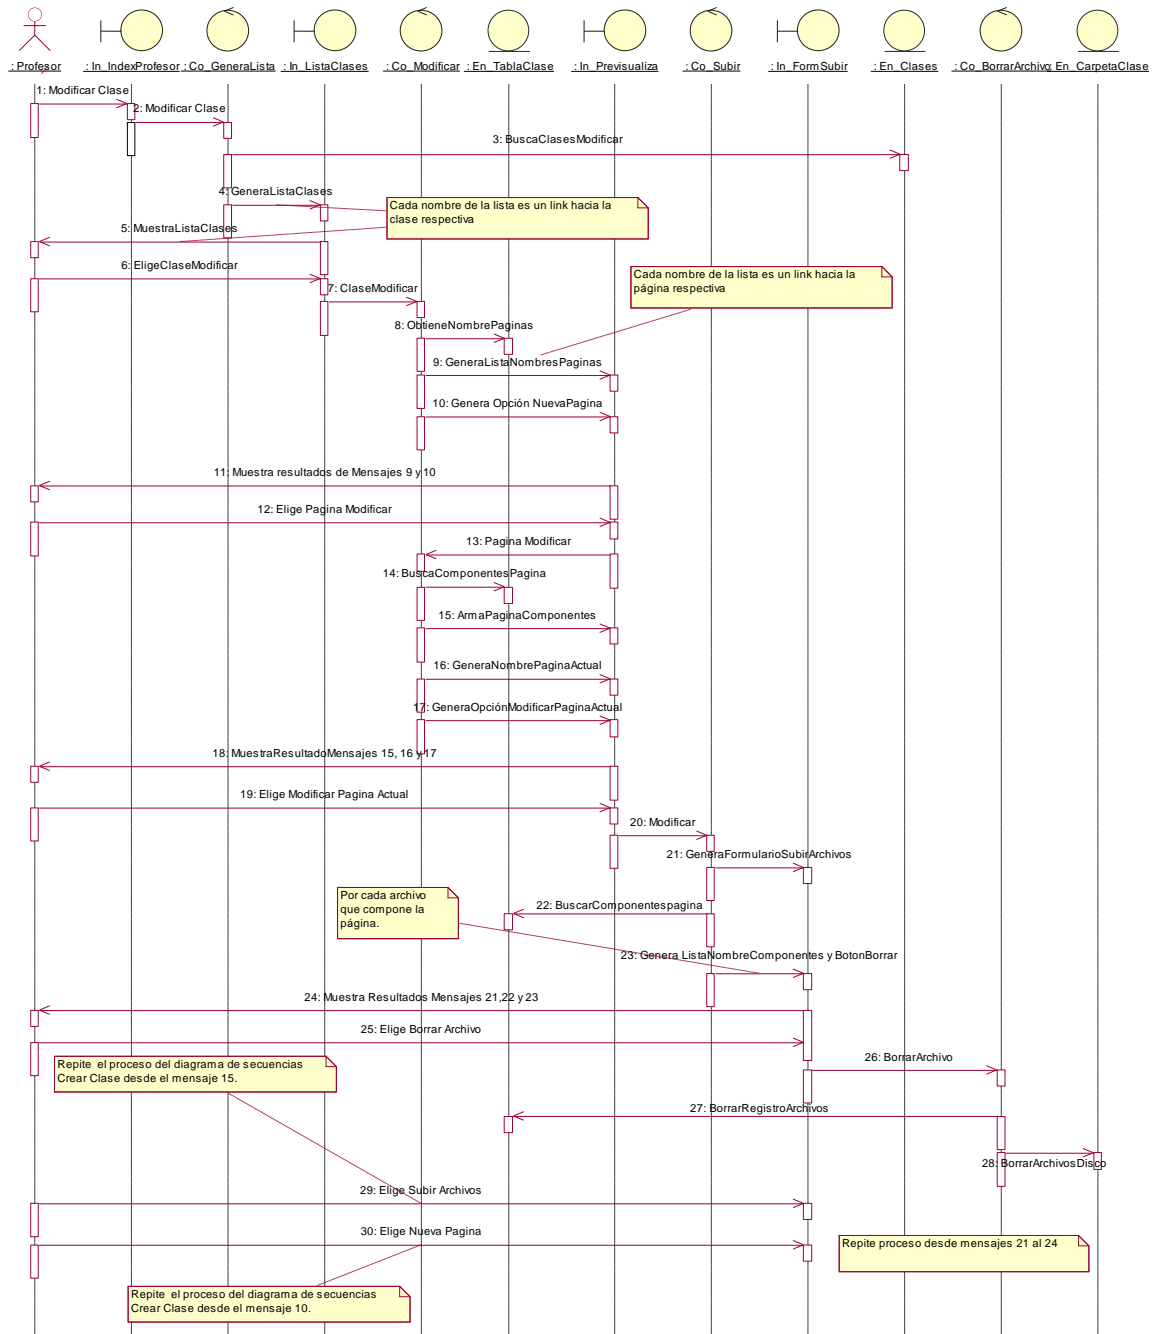 : Profesor
: In_IndexProfesor
: Co_GeneraLista
: In_ListaClases
: Co_Modificar
: En_TablaClase
: In_Previsualiza
: Co_Subir
: In_FormSubir
: En_Clases
: Co_BorrarArchivo
: En_CarpetaClase
1: Modificar Clase
2: Modificar Clase
3: BuscaClasesModificar
4: GeneraListaClases
Cada nombre de la lista es un link hacia la
clase respectiva
5: MuestraListaClases
6: EligeClaseModificar
Cada nombre de la lista es un link hacia la
página respectiva
7: ClaseModificar
8: ObtieneNombrePaginas
9: GeneraListaNombresPaginas
10: Genera Opción NuevaPagina
11: Muestra resultados de Mensajes 9 y 10
12: Elige Pagina Modificar
13: Pagina Modificar
14: BuscaComponentesPagina
15: ArmaPaginaComponentes
16: GeneraNombrePaginaActual
17: GeneraOpciónModificarPaginaActual
18: MuestraResultadoMensajes 15, 16 y 17
19: Elige Modificar Pagina Actual
20: Modificar
21: GeneraFormularioSubirArchivos
Por cada archivo
que compone la
página.
22: BuscarComponentespagina
23: Genera ListaNombreComponentes y BotonBorrar
24: Muestra Resultados Mensajes 21,22 y 23
25: Elige Borrar Archivo
Repite el proceso del diagrama de secuencias
Crear Clase desde el mensaje 15.
26: BorrarArchivo
27: BorrarRegistroArchivos
28: BorrarArchivosDisco
29: Elige Subir Archivos
30: Elige Nueva Pagina
Repite proceso desde mensajes 21 al 24
Repite el proceso del diagrama de secuencias
Crear Clase desde el mensaje 10.